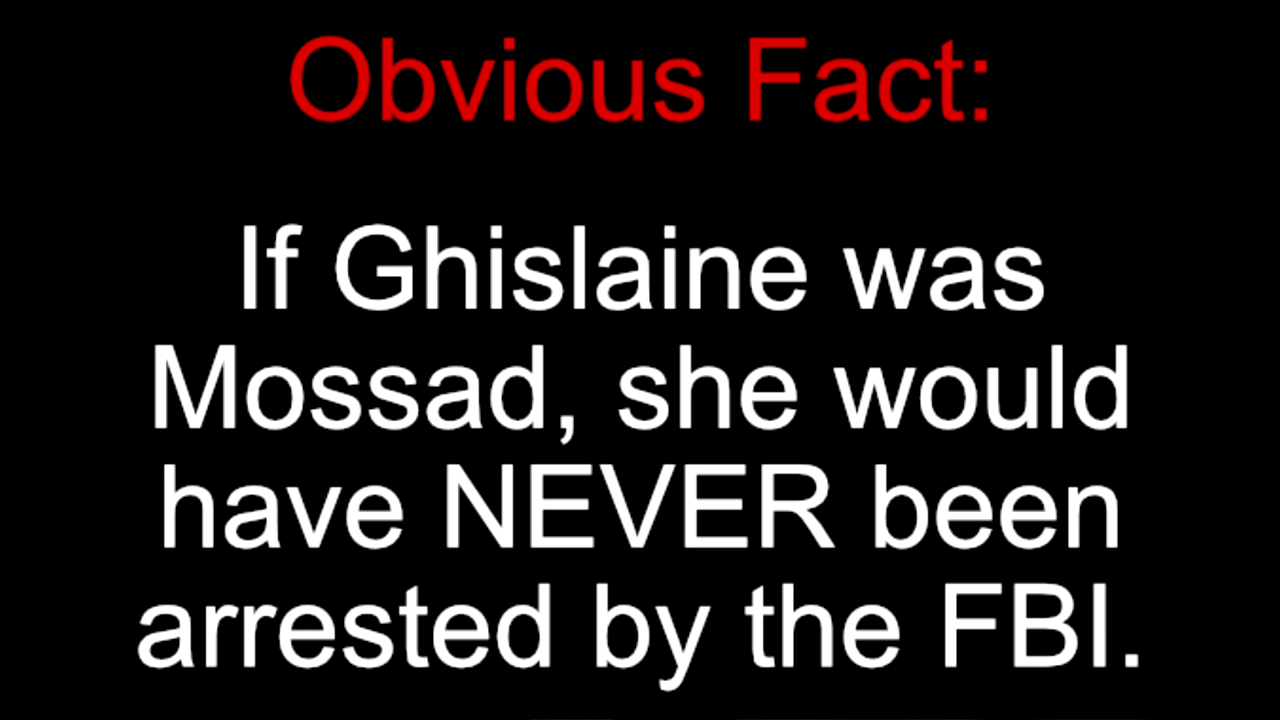 Obvious Fact:
If Ghislaine was
Mossad, she would
have NEVER been
arrested by the FBI.